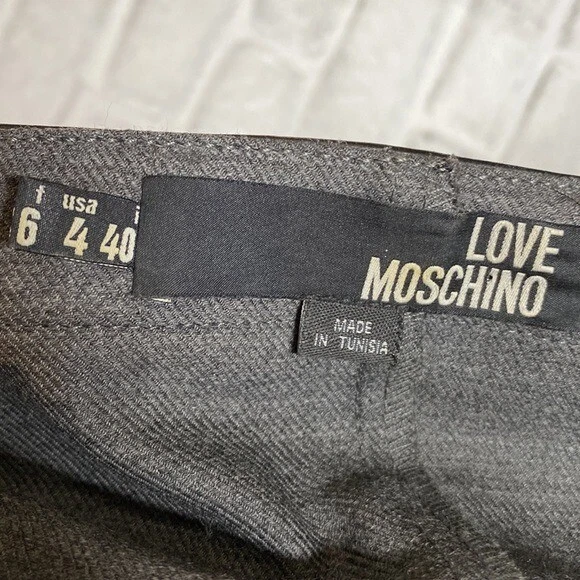 f usa i
6 4 40
LOVE
MOSCHiNO
MADE
IN TUNISIA